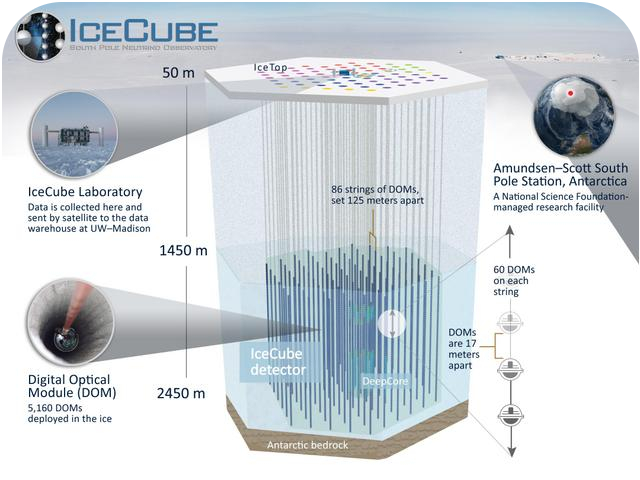 ICECUBE
SOUTH POLE NEUTRINO OBSERVATORY
50 m
IceTop
IceCube Laboratory
Data is collected here and
sent by satellite to the data
warehouse at UW–Madison
86 strings of DOMs,
set 125 meters apart
Amundsen–Scott South
Pole Station, Antarctica
A National Science Foundation-
managed research facility
1450 m
60 DOMs
on each
string
DOMs
are 17
meters
apart
IceCube
detector
DeepCore
Digital Optical
Module (DOM)
5,160 DOMs
deployed in the ice
2450 m
Antarctic bedrock